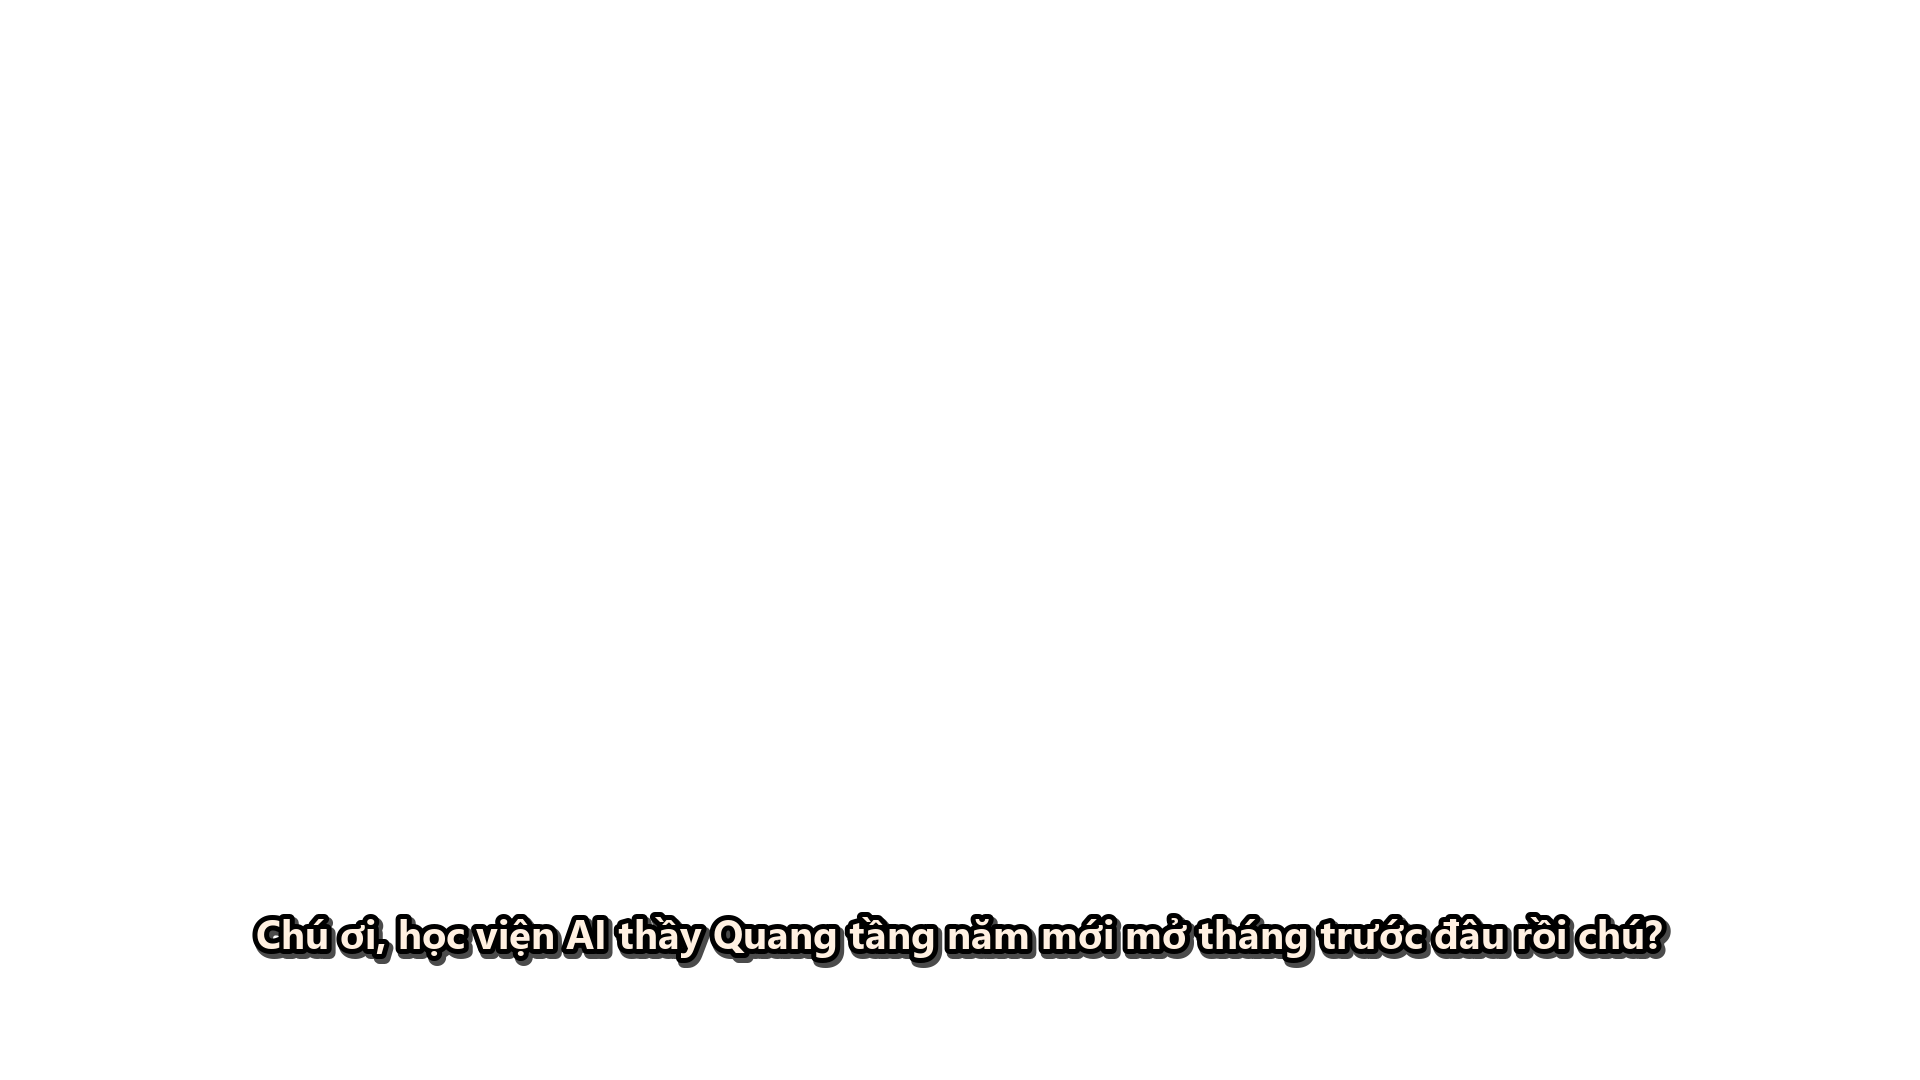 Chú ơi, học viện AI thầy Quang tầng năm mới mở tháng trước đâu rồi chú?